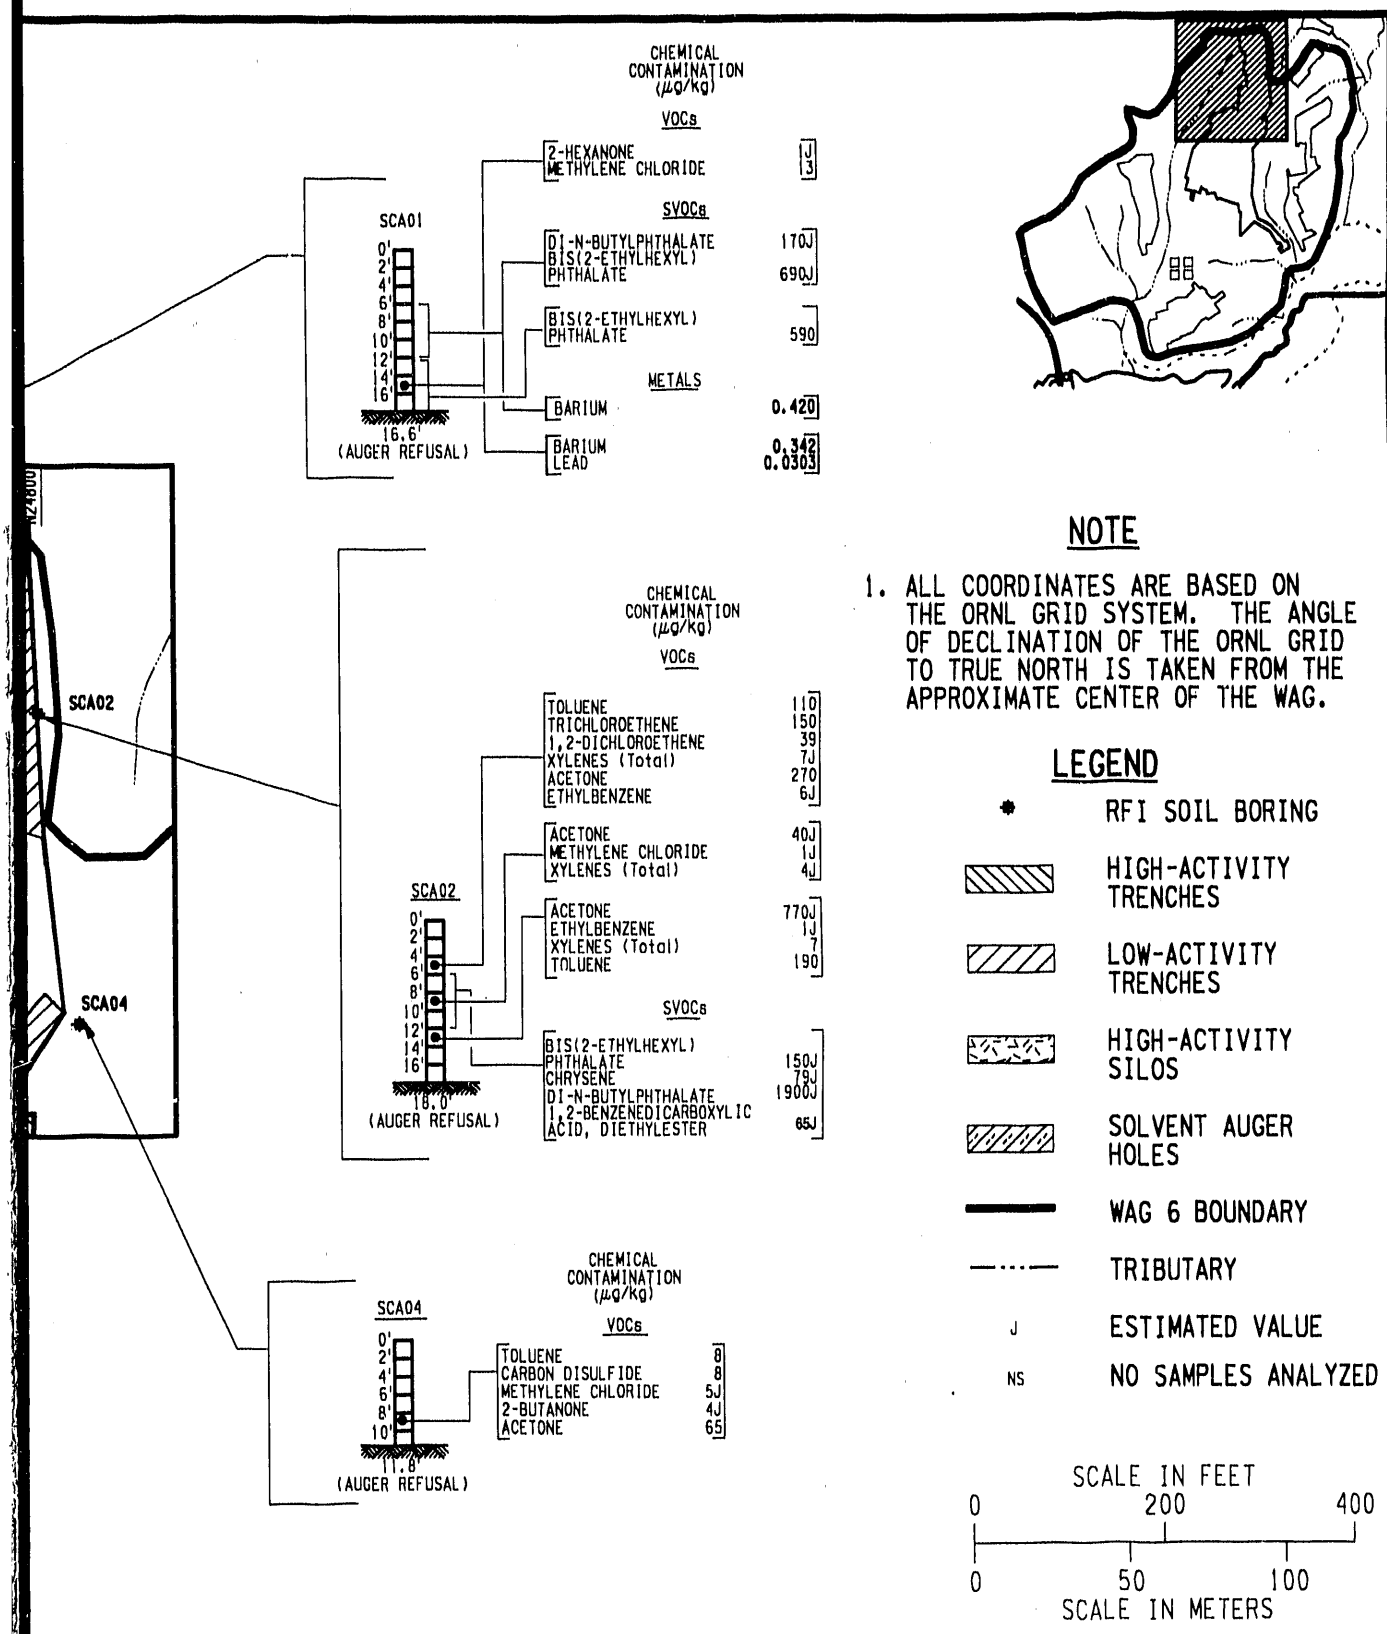 CHEMICAL
CONTAMINATION
(µg/kg)
VOCs
2-HEXANONE 1J
METHYLENE CHLORIDE 13
SVOCs
DI-N-BUTYLPHTHALATE 170J
BIS(2-ETHYLHEXYL)
PHTHALATE 690J
BIS(2-ETHYLHEXYL)
PHTHALATE 590
METALS
BARIUM 0.420
BARIUM 0.342
LEAD 0.0303
SCA01
0'
2'
4'
6'
8'
10'
12'
14'
16'
16.6'
(AUGER REFUSAL)
N24800
SCA02
SCA04
CHEMICAL
CONTAMINATION
(µg/kg)
VOCs
TOLUENE 110
TRICHLOROETHENE 150
1,2-DICHLOROETHENE 39
XYLENES (Total) 7J
ACETONE 270
ETHYLBENZENE 6J
ACETONE 40J
METHYLENE CHLORIDE 1J
XYLENES (Total) 4J
ACETONE 770J
ETHYLBENZENE 1J
XYLENES (Total) 7
TOLUENE 190
SVOCs
BIS(2-ETHYLHEXYL)
PHTHALATE 150J
CHRYSENE 79J
DI-N-BUTYLPHTHALATE 1900J
1,2-BENZENEDICARBOXYLIC
ACID, DIETHYLESTER 65J
SCA02
0'
2'
4'
6'
8'
10'
12'
14'
16'
18.0'
(AUGER REFUSAL)
CHEMICAL
CONTAMINATION
(µg/kg)
VOCs
TOLUENE 8
CARBON DISULFIDE 8
METHYLENE CHLORIDE 5J
2-BUTANONE 4J
ACETONE 65
SCA04
0'
2'
4'
6'
8'
10'
11.8'
(AUGER REFUSAL)
NOTE
1. ALL COORDINATES ARE BASED ON
THE ORNL GRID SYSTEM. THE ANGLE
OF DECLINATION OF THE ORNL GRID
TO TRUE NORTH IS TAKEN FROM THE
APPROXIMATE CENTER OF THE WAG.
LEGEND
RFI SOIL BORING
HIGH-ACTIVITY
TRENCHES
LOW-ACTIVITY
TRENCHES
HIGH-ACTIVITY
SILOS
SOLVENT AUGER
HOLES
WAG 6 BOUNDARY
TRIBUTARY
J ESTIMATED VALUE
NS NO SAMPLES ANALYZED
SCALE IN FEET
0 200 400
0 50 100
SCALE IN METERS